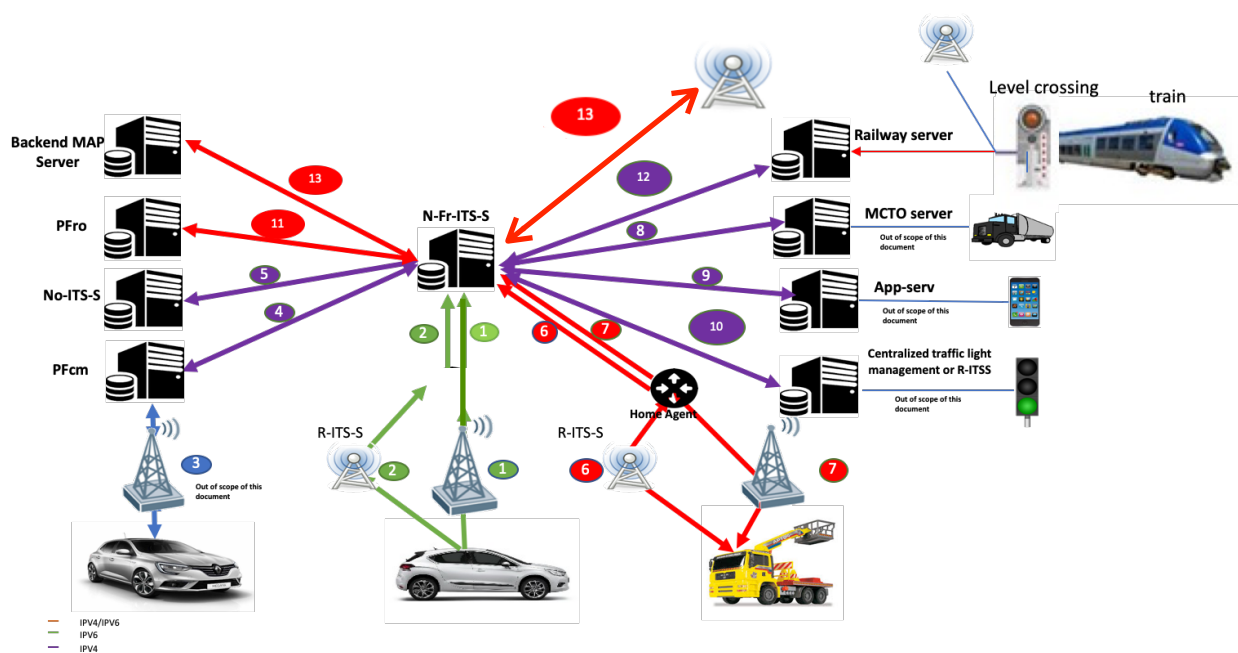 Level crossing
train
13
Backend MAP
Server
Railway server
12
13
N-Fr-ITS-S
MCTO server
PFro
11
8
Out of scope of this
document
5
9
No-ITS-S
App-serv
4
Out of scope of this
document
2
1
6
7
10
PFcm
Centralized traffic light
management or R-ITSS
Out of scope of this
document
Home Agent
R-ITS-S
R-ITS-S
3
2
1
6
7
Out of scope of this
document
IPV4/IPV6
IPV6
IPV4